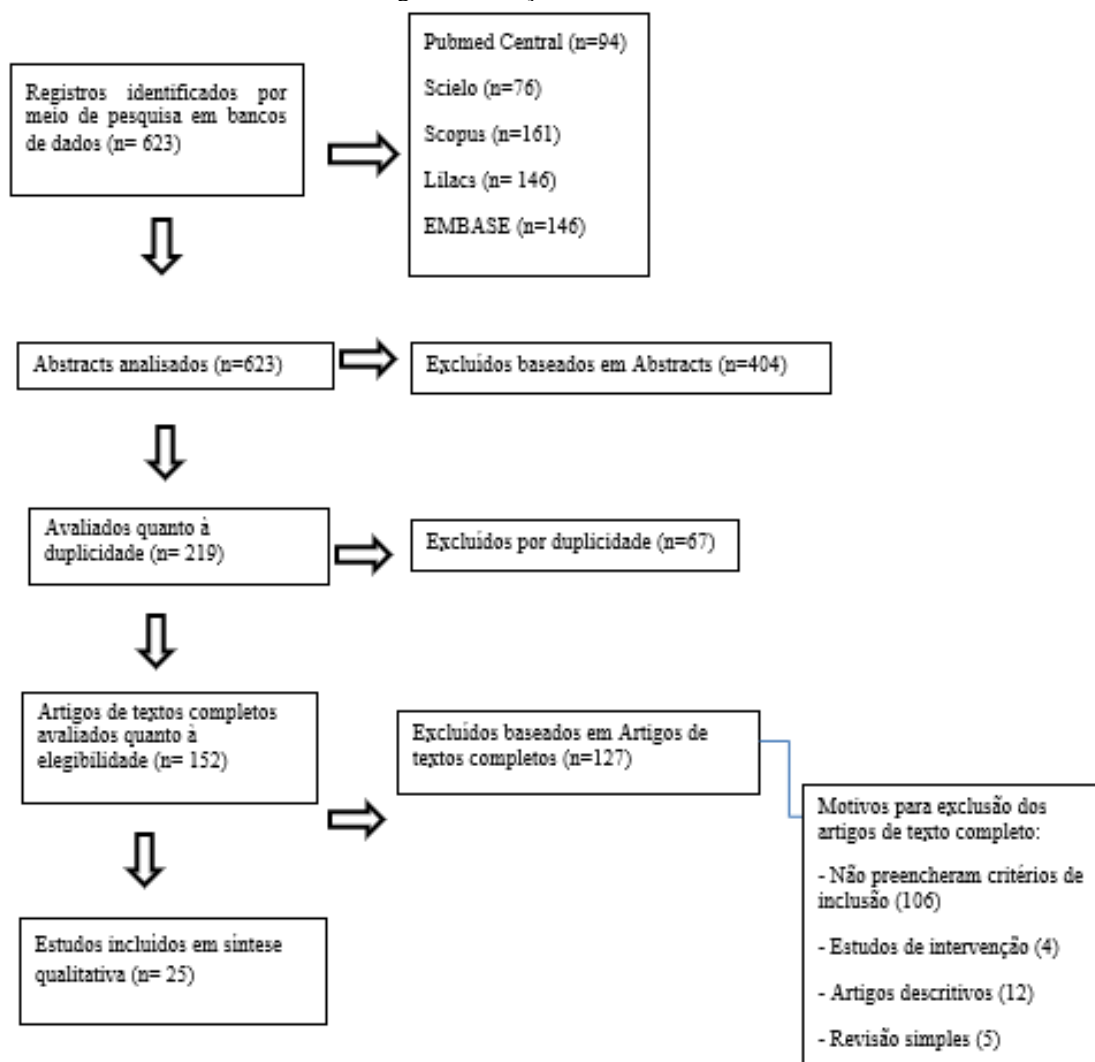 Registros identificados por
meio de pesquisa em bancos
de dados (n= 623)
Pubmed Central (n=94)
Scielo (n=76)
Scopus (n=161)
Lilacs (n= 146)
EMBASE (n=146)
Abstracts analisados (n=623)
Excluídos baseados em Abstracts (n=404)
Avaliados quanto à
duplicidade (n= 219)
Excluídos por duplicidade (n=67)
Artigos de textos completos
avaliados quanto à
elegibilidade (n= 152)
Excluídos baseados em Artigos de
textos completos (n=127)
Motivos para exclusão dos
artigos de texto completo:
- Não preencheram critérios de
inclusão (106)
- Estudos de intervenção (4)
- Artigos descritivos (12)
- Revisão simples (5)
Estudos incluídos em síntese
qualitativa (n= 25)